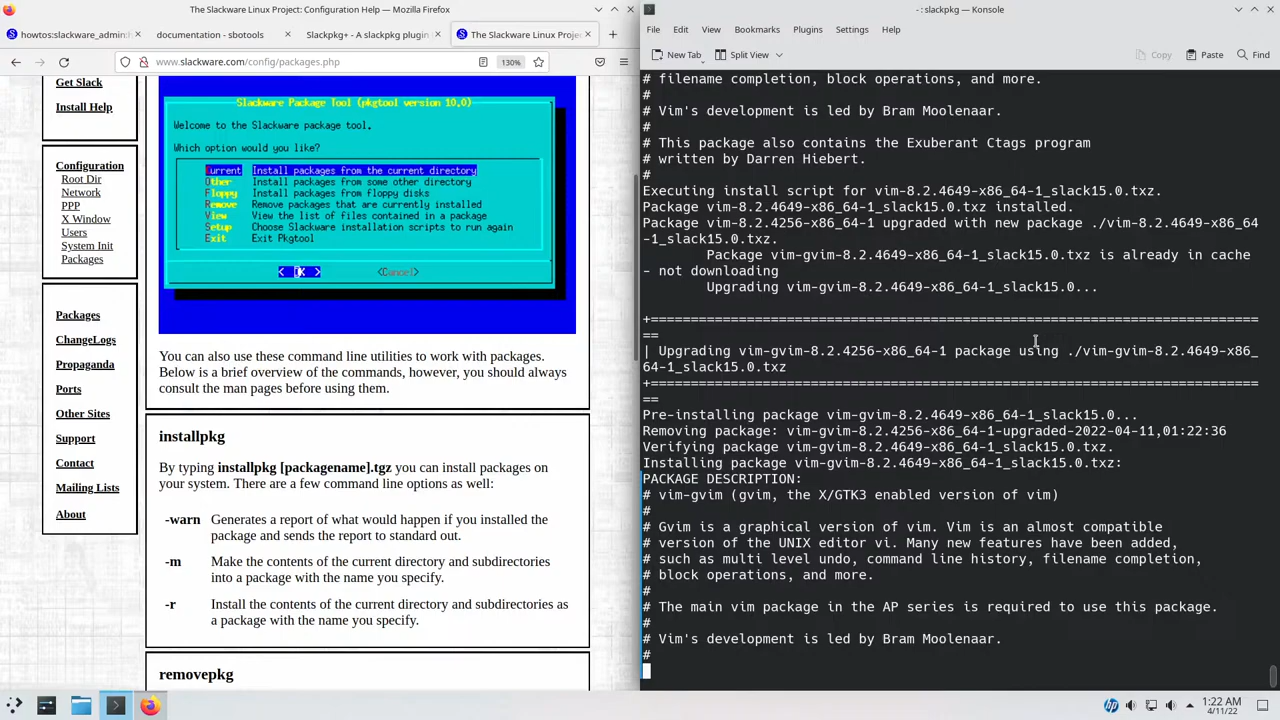 The Slackware Linux Project: Configuration Help — Mozilla Firefox
howtos:slackware_admin:h
documentation - sbotools
Slackpkg+ - A slackpkg plugin
The Slackware Linux Projec
www.slackware.com/config/packages.php
130%
Get Slack
Install Help
Configuration
Root Dir
Network
PPP
X Window
Users
System Init
Packages
Packages
ChangeLogs
Propaganda
Ports
Other Sites
Support
Contact
Mailing Lists
About
Slackware Package Tool (pkgtool version 10.0)
Welcome to the Slackware package tool.
Which option would you like?
Current Install packages from the current directory
Other Install packages from some other directory
Floppy Install packages from floppy disks
Remove Remove packages that are currently installed
View View the list of files contained in a package
Setup Choose Slackware installation scripts to run again
Exit Exit Pkgtool
< OK > <Cancel>
You can also use these command line utilities to work with packages.
Below is a brief overview of the commands, however, you should always
consult the man pages before using them.
installpkg
By typing installpkg [packagename].tgz you can install packages on
your system. There are a few command line options as well:
-warn Generates a report of what would happen if you installed the
package and sends the report to standard out.
-m Make the contents of the current directory and subdirectories
into a package with the name you specify.
-r Install the contents of the current directory and subdirectories as
a package with the name you specify.
removepkg
- : slackpkg — Konsole
File Edit View Bookmarks Plugins Settings Help
New Tab Split View Copy Paste Find
# filename completion, block operations, and more.
#
# Vim's development is led by Bram Moolenaar.
#
# This package also contains the Exuberant Ctags program
# written by Darren Hiebert.
#
Executing install script for vim-8.2.4649-x86_64-1_slack15.0.txz.
Package vim-8.2.4649-x86_64-1_slack15.0.txz installed.
Package vim-8.2.4256-x86_64-1 upgraded with new package ./vim-8.2.4649-x86_64
-1_slack15.0.txz.
Package vim-gvim-8.2.4649-x86_64-1_slack15.0.txz is already in cache
- not downloading
Upgrading vim-gvim-8.2.4649-x86_64-1_slack15.0...
+============================================================================
==
| Upgrading vim-gvim-8.2.4256-x86_64-1 package using ./vim-gvim-8.2.4649-x86_
64-1_slack15.0.txz
+============================================================================
==
Pre-installing package vim-gvim-8.2.4649-x86_64-1_slack15.0...
Removing package: vim-gvim-8.2.4256-x86_64-1-upgraded-2022-04-11,01:22:36
Verifying package vim-gvim-8.2.4649-x86_64-1_slack15.0.txz.
Installing package vim-gvim-8.2.4649-x86_64-1_slack15.0.txz:
PACKAGE DESCRIPTION:
# vim-gvim (gvim, the X/GTK3 enabled version of vim)
#
# Gvim is a graphical version of vim. Vim is an almost compatible
# version of the UNIX editor vi. Many new features have been added,
# such as multi level undo, command line history, filename completion,
# block operations, and more.
#
# The main vim package in the AP series is required to use this package.
#
# Vim's development is led by Bram Moolenaar.
#
1:22 AM
4/11/22